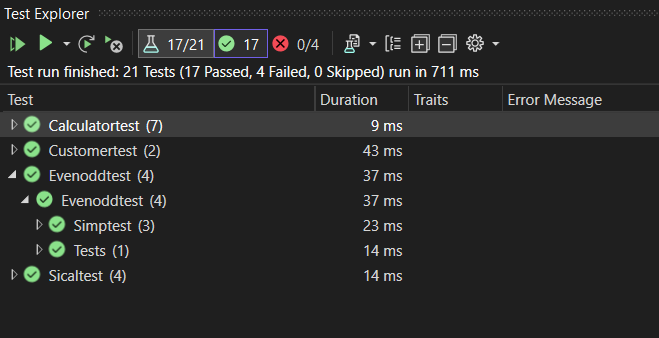 Test Explorer
17/21 17 0/4
Test run finished: 21 Tests (17 Passed, 4 Failed, 0 Skipped) run in 711 ms
Test Duration Traits Error Message
Calculatortest (7) 9 ms
Customertest (2) 43 ms
Evenoddtest (4) 37 ms
Evenoddtest (4) 37 ms
Simptest (3) 23 ms
Tests (1) 14 ms
Sicaltest (4) 14 ms